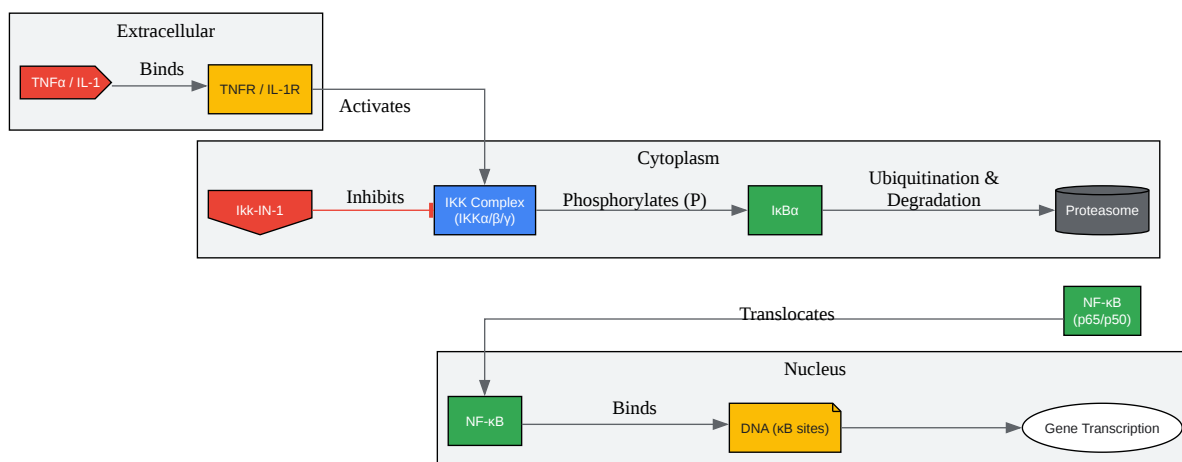 Extracellular
TNFα / IL-1
Binds
TNFR / IL-1R
Activates
Cytoplasm
Ikk-IN-1
Inhibits
IKK Complex
(IKKα/β/γ)
Phosphorylates (P)
IκBα
Ubiquitination &
Degradation
Proteasome
NF-κB
(p65/p50)
Translocates
Nucleus
NF-κB
Binds
DNA (κB sites)
Gene Transcription